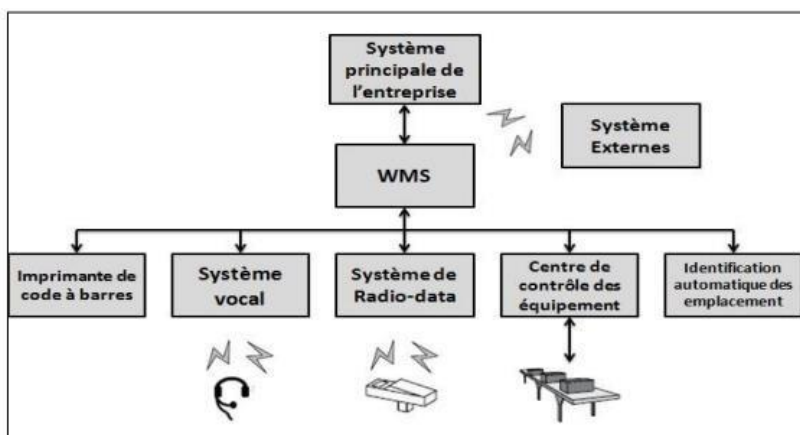 Système
principale de
l'entreprise
Système
Externes
WMS
Imprimante de
code à barres
Système
vocal
Système de
Radio-data
Centre de
contrôle des
équipement
Identification
automatique des
emplacement